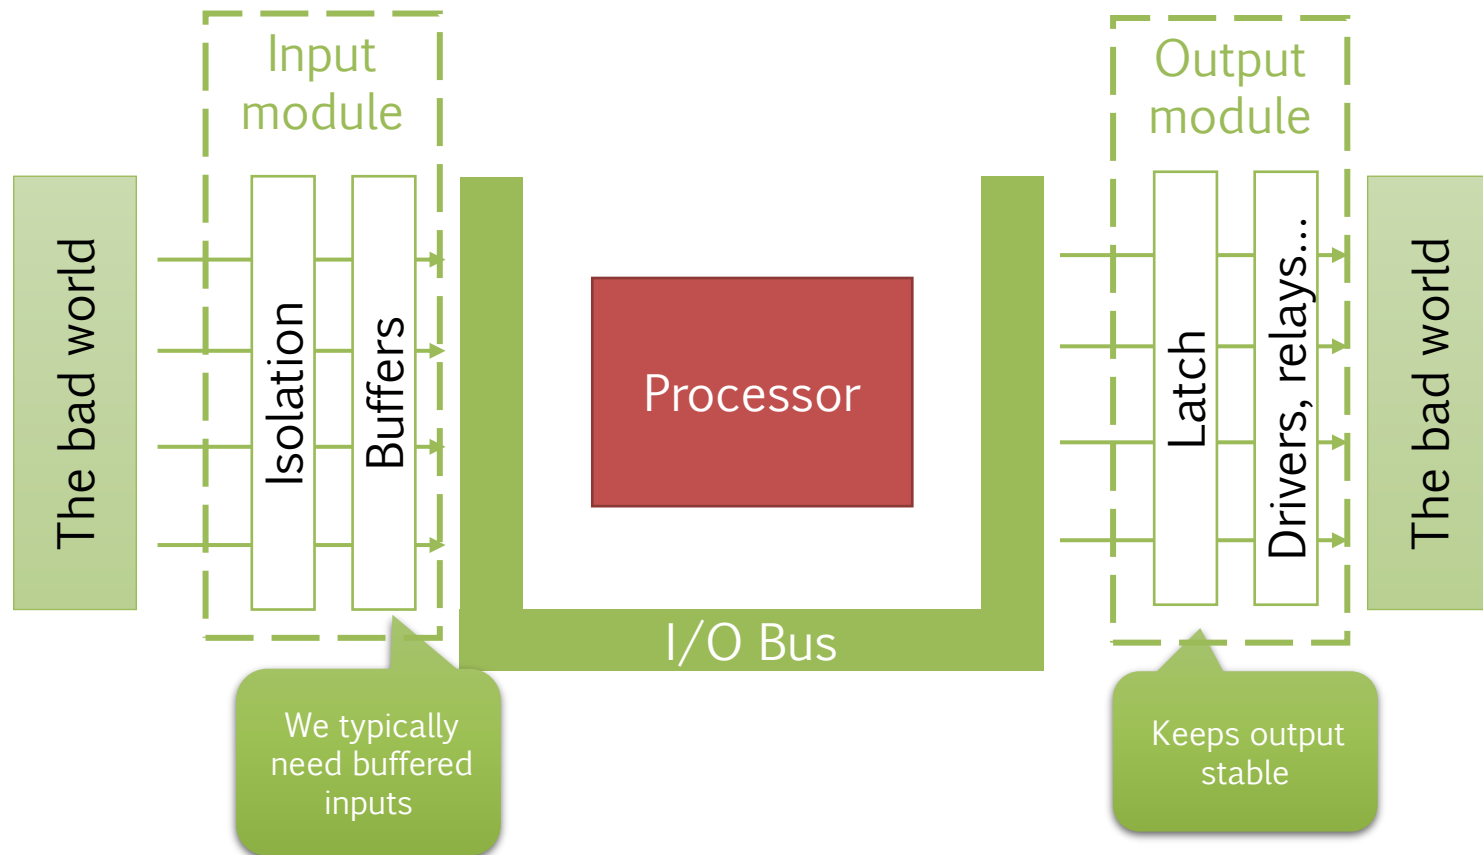 Input
module
Output
module
The bad world
Isolation
Buffers
Processor
Latch
Drivers, relays...
The bad world
I/O Bus
We typically
need buffered
inputs
Keeps output
stable